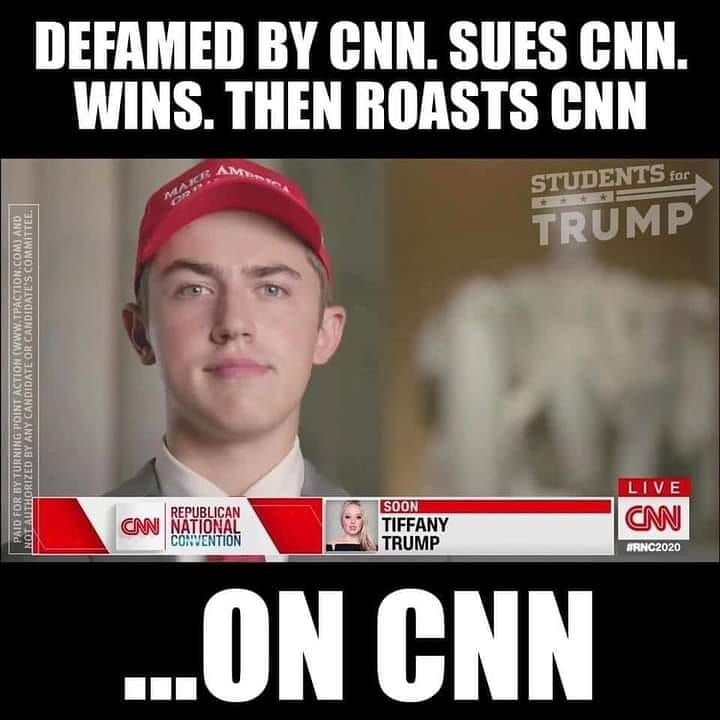 DEFAMED BY CNN. SUES CNN.
WINS. THEN ROASTS CNN
MAKE AMERICA
STUDENTS for
TRUMP
PAID FOR BY TURNING POINT ACTION (WWW.TPACTION.COM) AND
NOT AUTHORIZED BY ANY CANDIDATE OR CANDIDATE'S COMMITTEE.
CNN
REPUBLICAN
NATIONAL
CONVENTION
SOON
TIFFANY
TRUMP
LIVE
CNN
#RNC2020
...ON CNN